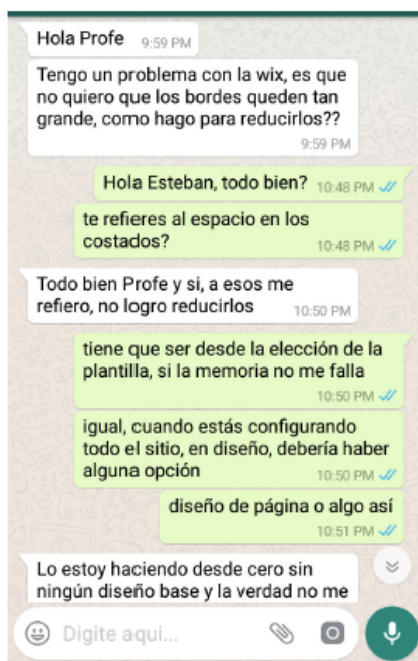 Hola Profe 9:59 PM
Tengo un problema con la wix, es que
no quiero que los bordes queden tan
grande, como hago para reducirlos??
9:59 PM
Hola Esteban, todo bien? 10:48 PM
te refieres al espacio en los
costados? 10:48 PM
Todo bien Profe y si, a esos me
refiero, no logro reducirlos 10:50 PM
tiene que ser desde la elección de la
plantilla, si la memoria no me falla
10:50 PM
igual, cuando estás configurando
todo el sitio, en diseño, debería haber
alguna opción 10:50 PM
diseño de página o algo así
10:51 PM
Lo estoy haciendo desde cero sin
ningún diseño base y la verdad no me
Digite aqui...